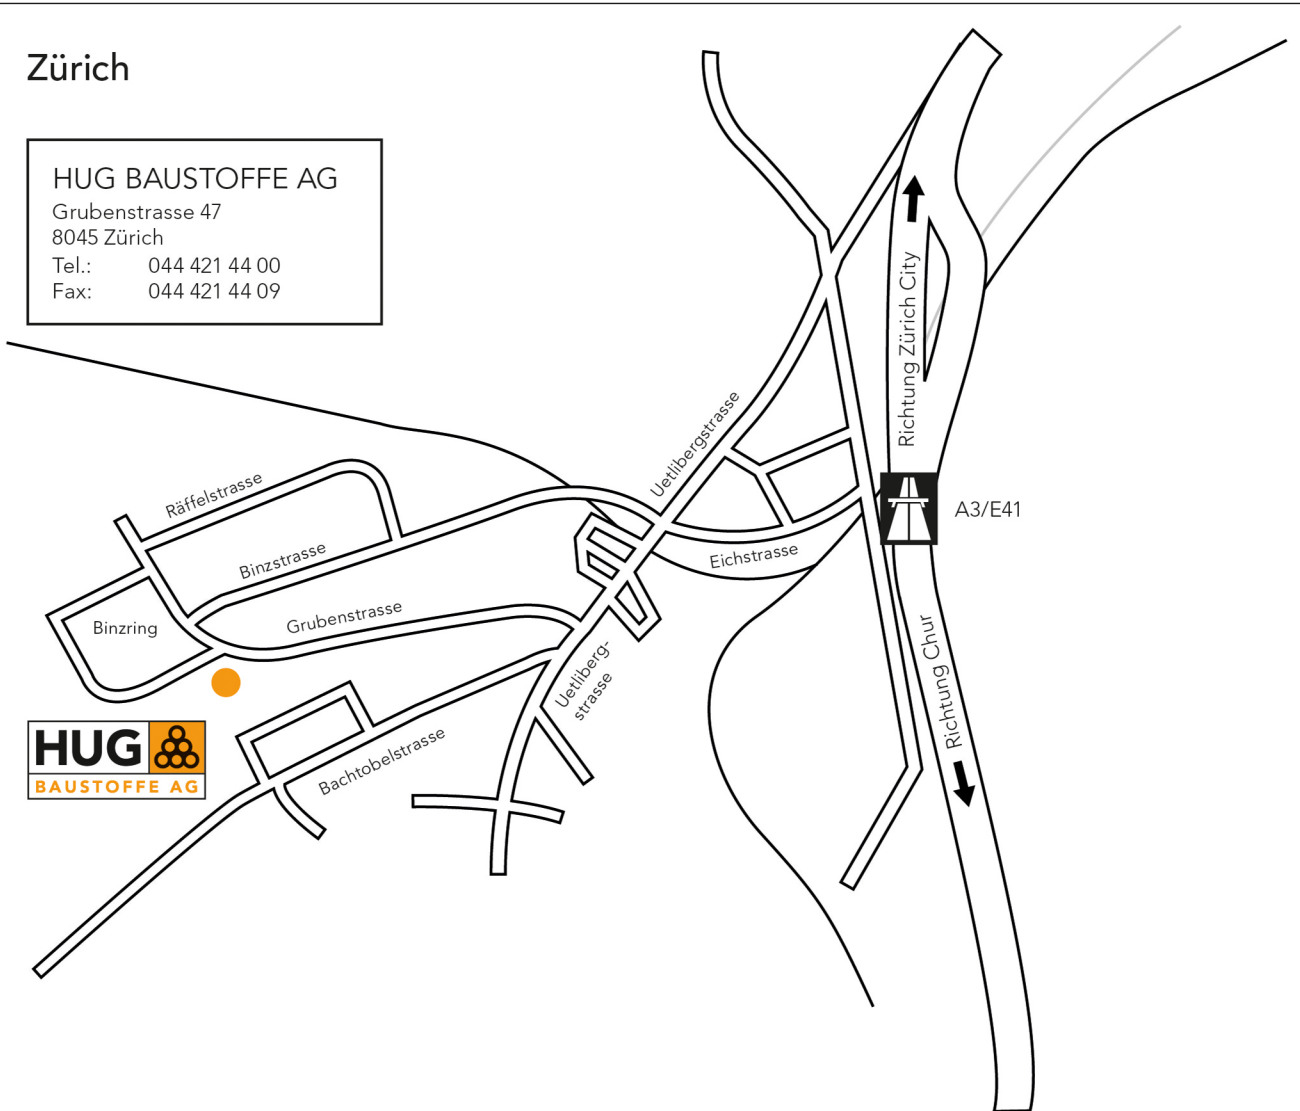 Zürich
HUG BAUSTOFFE AG
Grubenstrasse 47
8045 Zürich
Tel.: 044 421 44 00
Fax: 044 421 44 09
Richtung Zürich City
Uetlibergstrasse
A3/E41
Räffelstrasse
Binzstrasse
Eichstrasse
Grubenstrasse
Binzring
Uetliberg-
strasse
Richtung Chur
Bachtobelstrasse
HUG
BAUSTOFFE AG